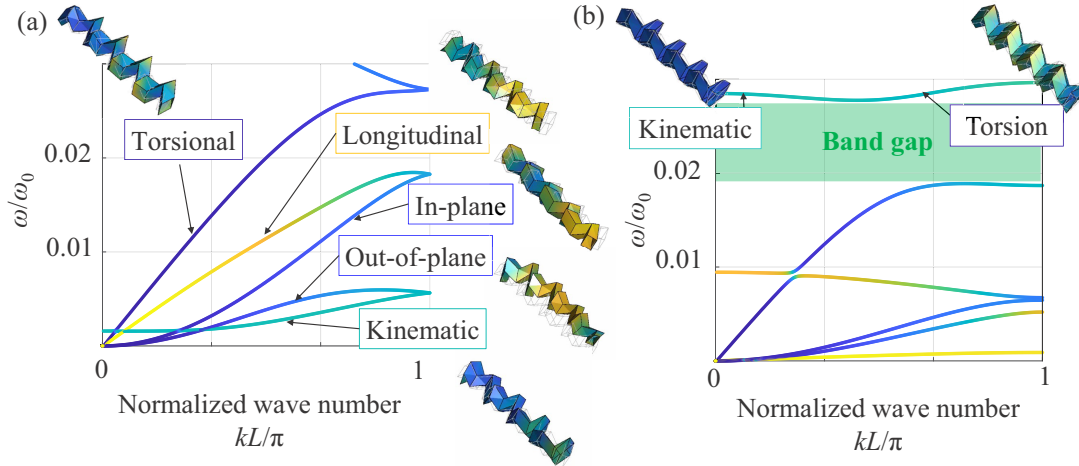 (a)
Torsional
Longitudinal
In-plane
Out-of-plane
Kinematic
0.02
0.01
ω/ω₀
0
1
Normalized wave number
kL/π
(b)
Kinematic
Torsion
Band gap
0.02
0.01
ω/ω₀
0
0
1
Normalized wave number
kL/π